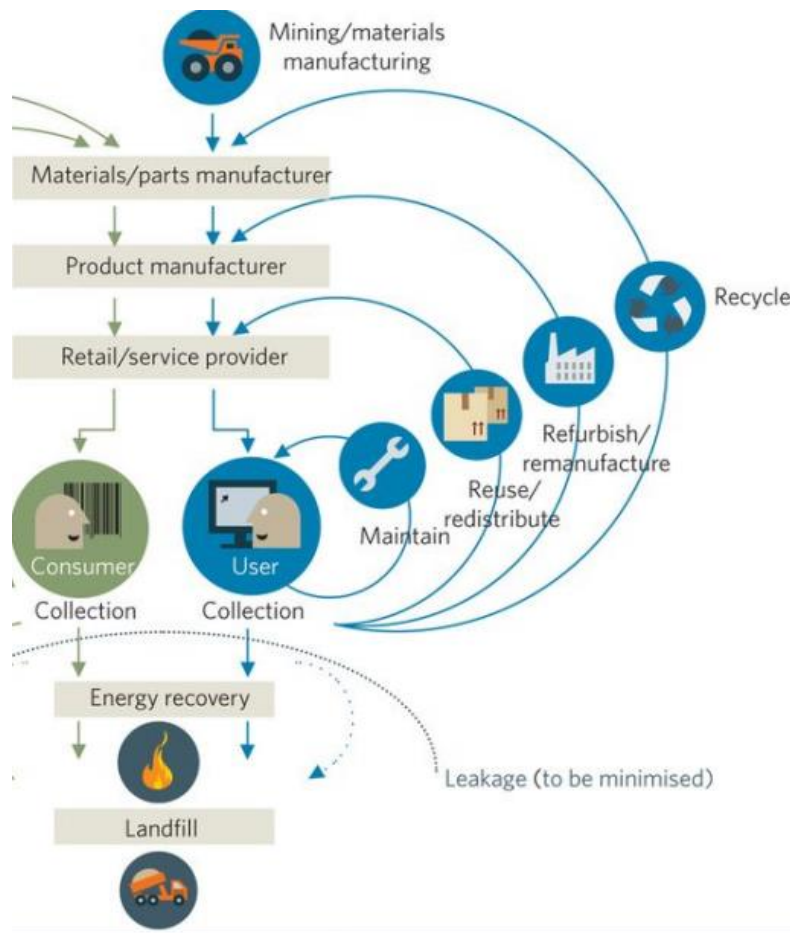 Mining/materials
manufacturing
Materials/parts manufacturer
Product manufacturer
Recycle
Retail/service provider
Refurbish/
remanufacture
Reuse/
redistribute
Maintain
Consumer
User
Collection
Collection
Energy recovery
Leakage (to be minimised)
Landfill